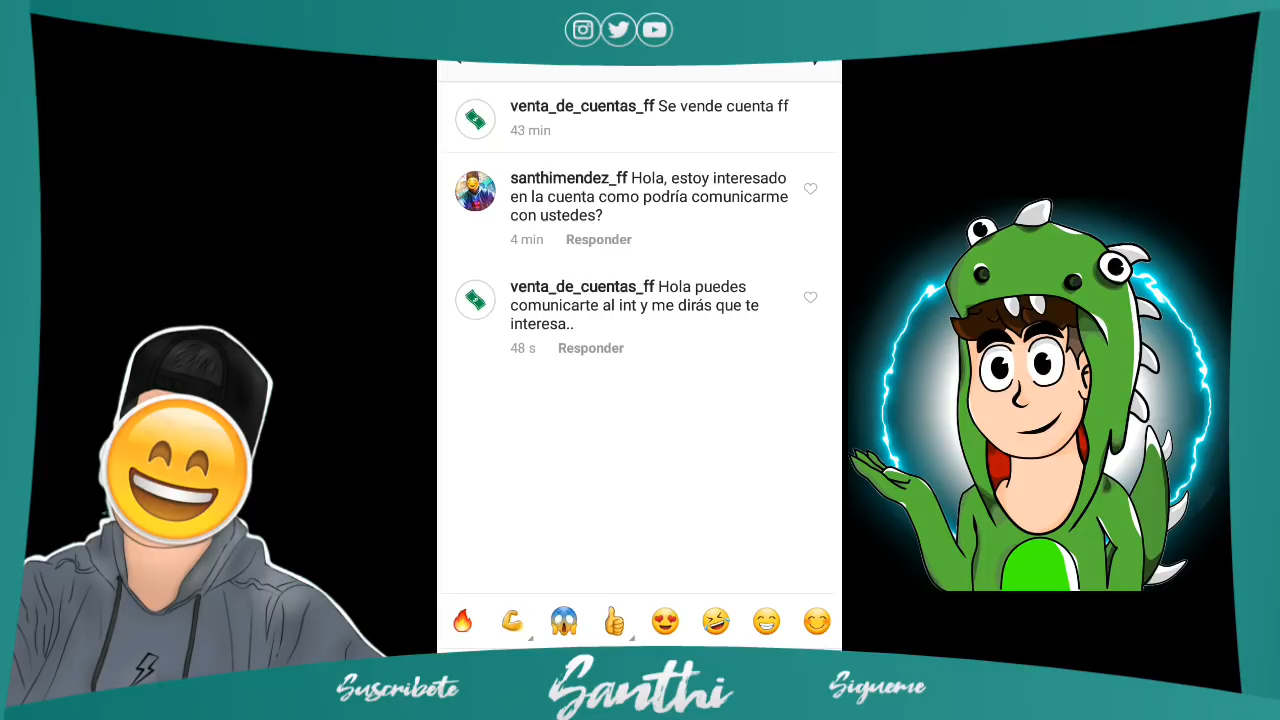 venta_de_cuentas_ff Se vende cuenta ff
43 min
santhimendez_ff Hola, estoy interesado
en la cuenta como podría comunicarme
con ustedes?
4 min Responder
venta_de_cuentas_ff Hola puedes
comunicarte al int y me dirás que te
interesa..
48 s Responder
Suscribete
Santhi
Sigueme